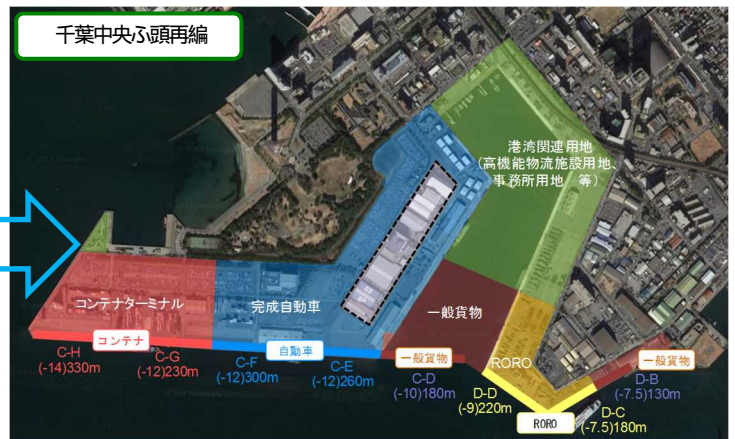 千葉中央ふ頭再編
港湾関連用地
(高機能物流施設用地、
事務所用地　等)
コンテナターミナル
完成自動車
一般貨物
RORO
コンテナ
自動車
一般貨物
一般貨物
RORO
C-H
(-14)330m
C-G
(-12)230m
C-F
(-12)300m
C-E
(-12)260m
C-D
(-10)180m
D-D
(-9)220m
D-C
(-7.5)180m
D-B
(-7.5)130m